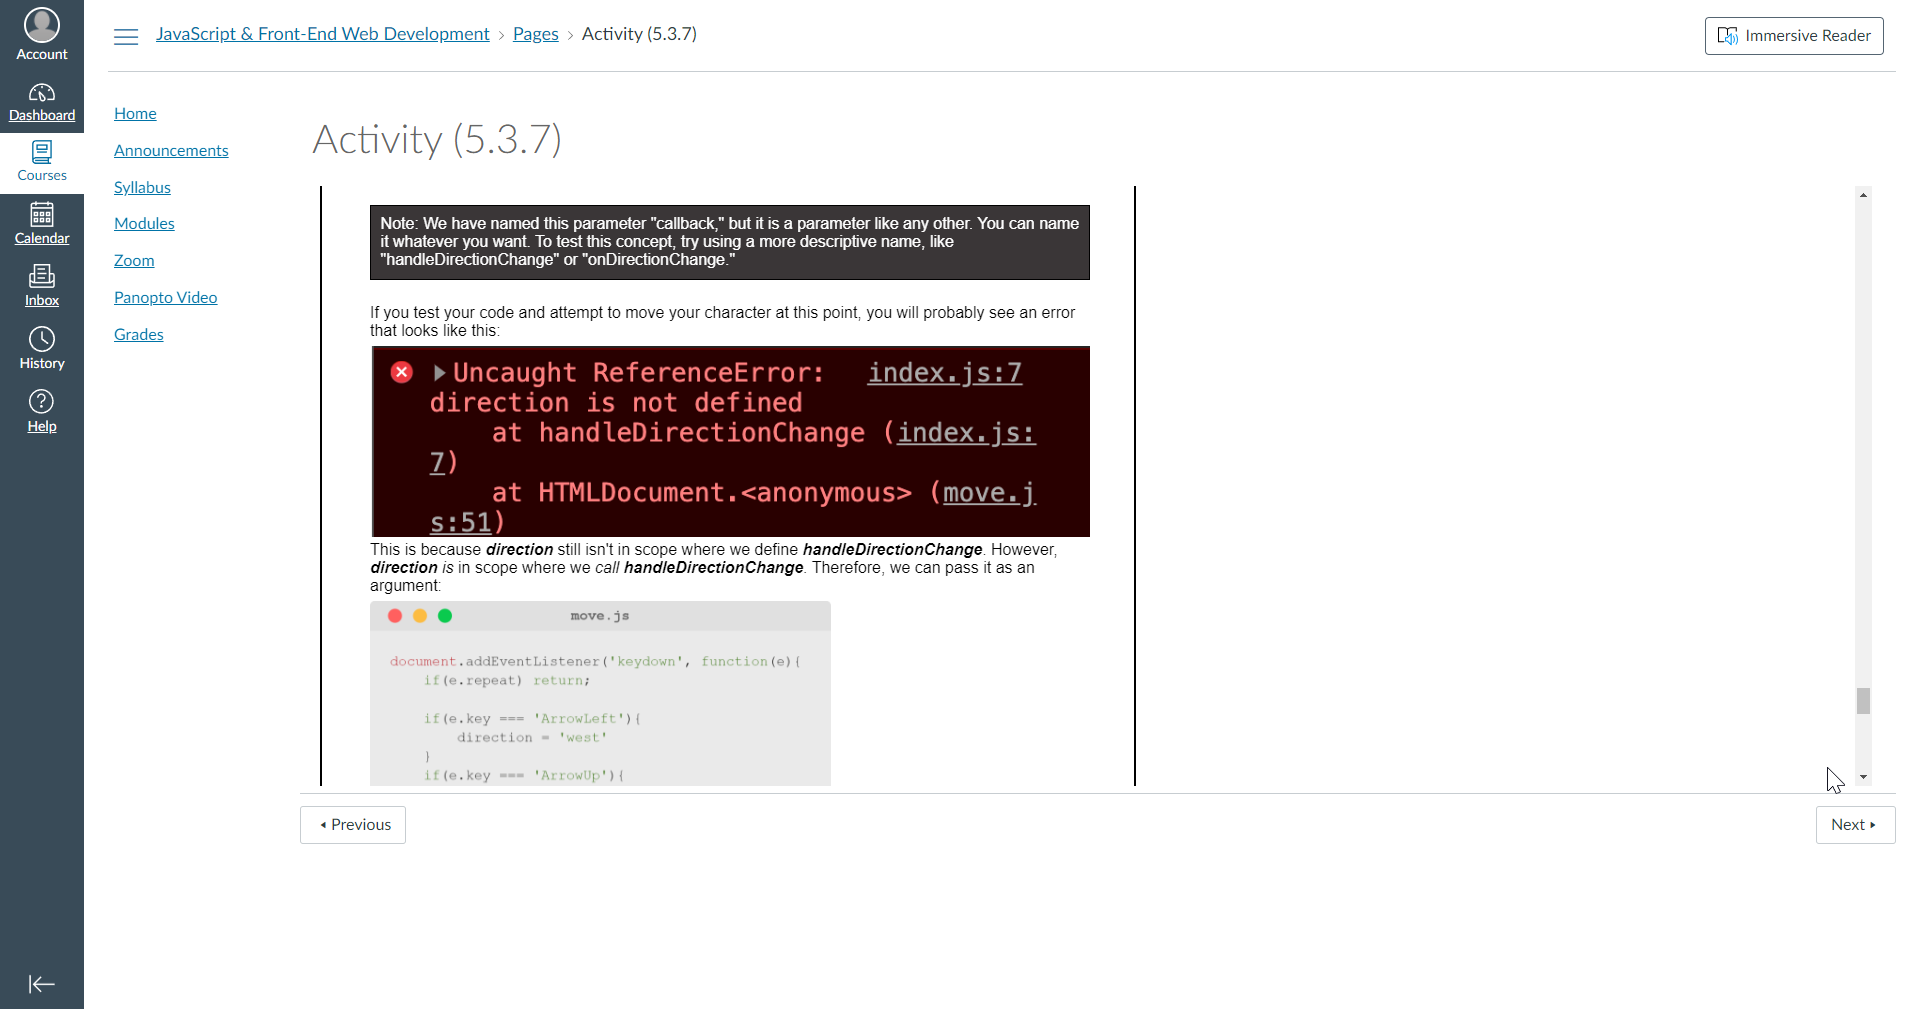 Account
Dashboard
Courses
Calendar
Inbox
History
Help
JavaScript & Front-End Web Development › Pages › Activity (5.3.7)
Immersive Reader
Home
Announcements
Syllabus
Modules
Zoom
Panopto Video
Grades
Activity (5.3.7)
Note: We have named this parameter "callback," but it is a parameter like any other. You can name
it whatever you want. To test this concept, try using a more descriptive name, like
"handleDirectionChange" or "onDirectionChange."
If you test your code and attempt to move your character at this point, you will probably see an error
that looks like this:
Uncaught ReferenceError: index.js:7
direction is not defined
at handleDirectionChange (index.js:
7)
at HTMLDocument.<anonymous> (move.j
s:51)
This is because direction still isn't in scope where we define handleDirectionChange. However,
direction is in scope where we call handleDirectionChange. Therefore, we can pass it as an
argument:
move.js
document.addEventListener('keydown', function(e){
if(e.repeat) return;
if(e.key === 'ArrowLeft'){
direction = 'west'
}
if(e.key === 'ArrowUp'){
Previous
Next